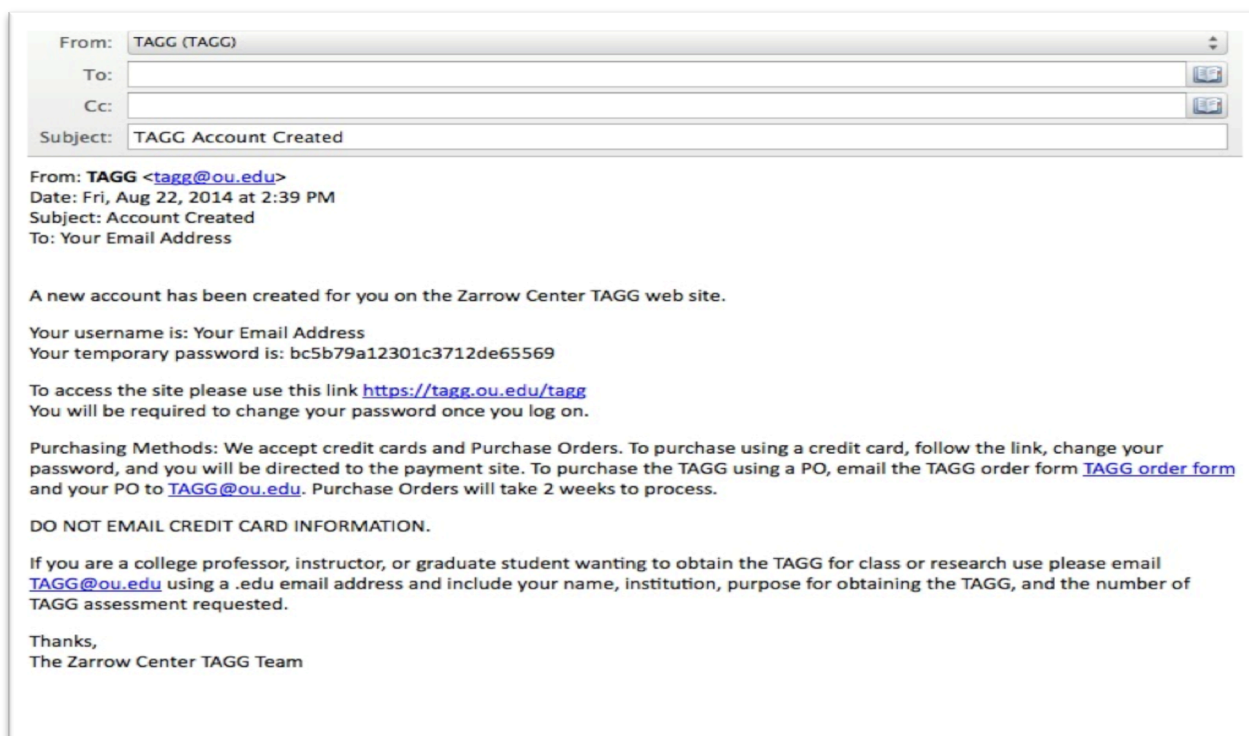 From: TAGG (TAGG)
To:
Cc:
Subject: TAGG Account Created
From: TAGG <tagg@ou.edu>
Date: Fri, Aug 22, 2014 at 2:39 PM
Subject: Account Created
To: Your Email Address
A new account has been created for you on the Zarrow Center TAGG web site.
Your username is: Your Email Address
Your temporary password is: bc5b79a12301c3712de65569
To access the site please use this link https://tagg.ou.edu/tagg
You will be required to change your password once you log on.
Purchasing Methods: We accept credit cards and Purchase Orders. To purchase using a credit card, follow the link, change your
password, and you will be directed to the payment site. To purchase the TAGG using a PO, email the TAGG order form TAGG order form
and your PO to TAGG@ou.edu. Purchase Orders will take 2 weeks to process.
DO NOT EMAIL CREDIT CARD INFORMATION.
If you are a college professor, instructor, or graduate student wanting to obtain the TAGG for class or research use please email
TAGG@ou.edu using a .edu email address and include your name, institution, purpose for obtaining the TAGG, and the number of
TAGG assessment requested.
Thanks,
The Zarrow Center TAGG Team